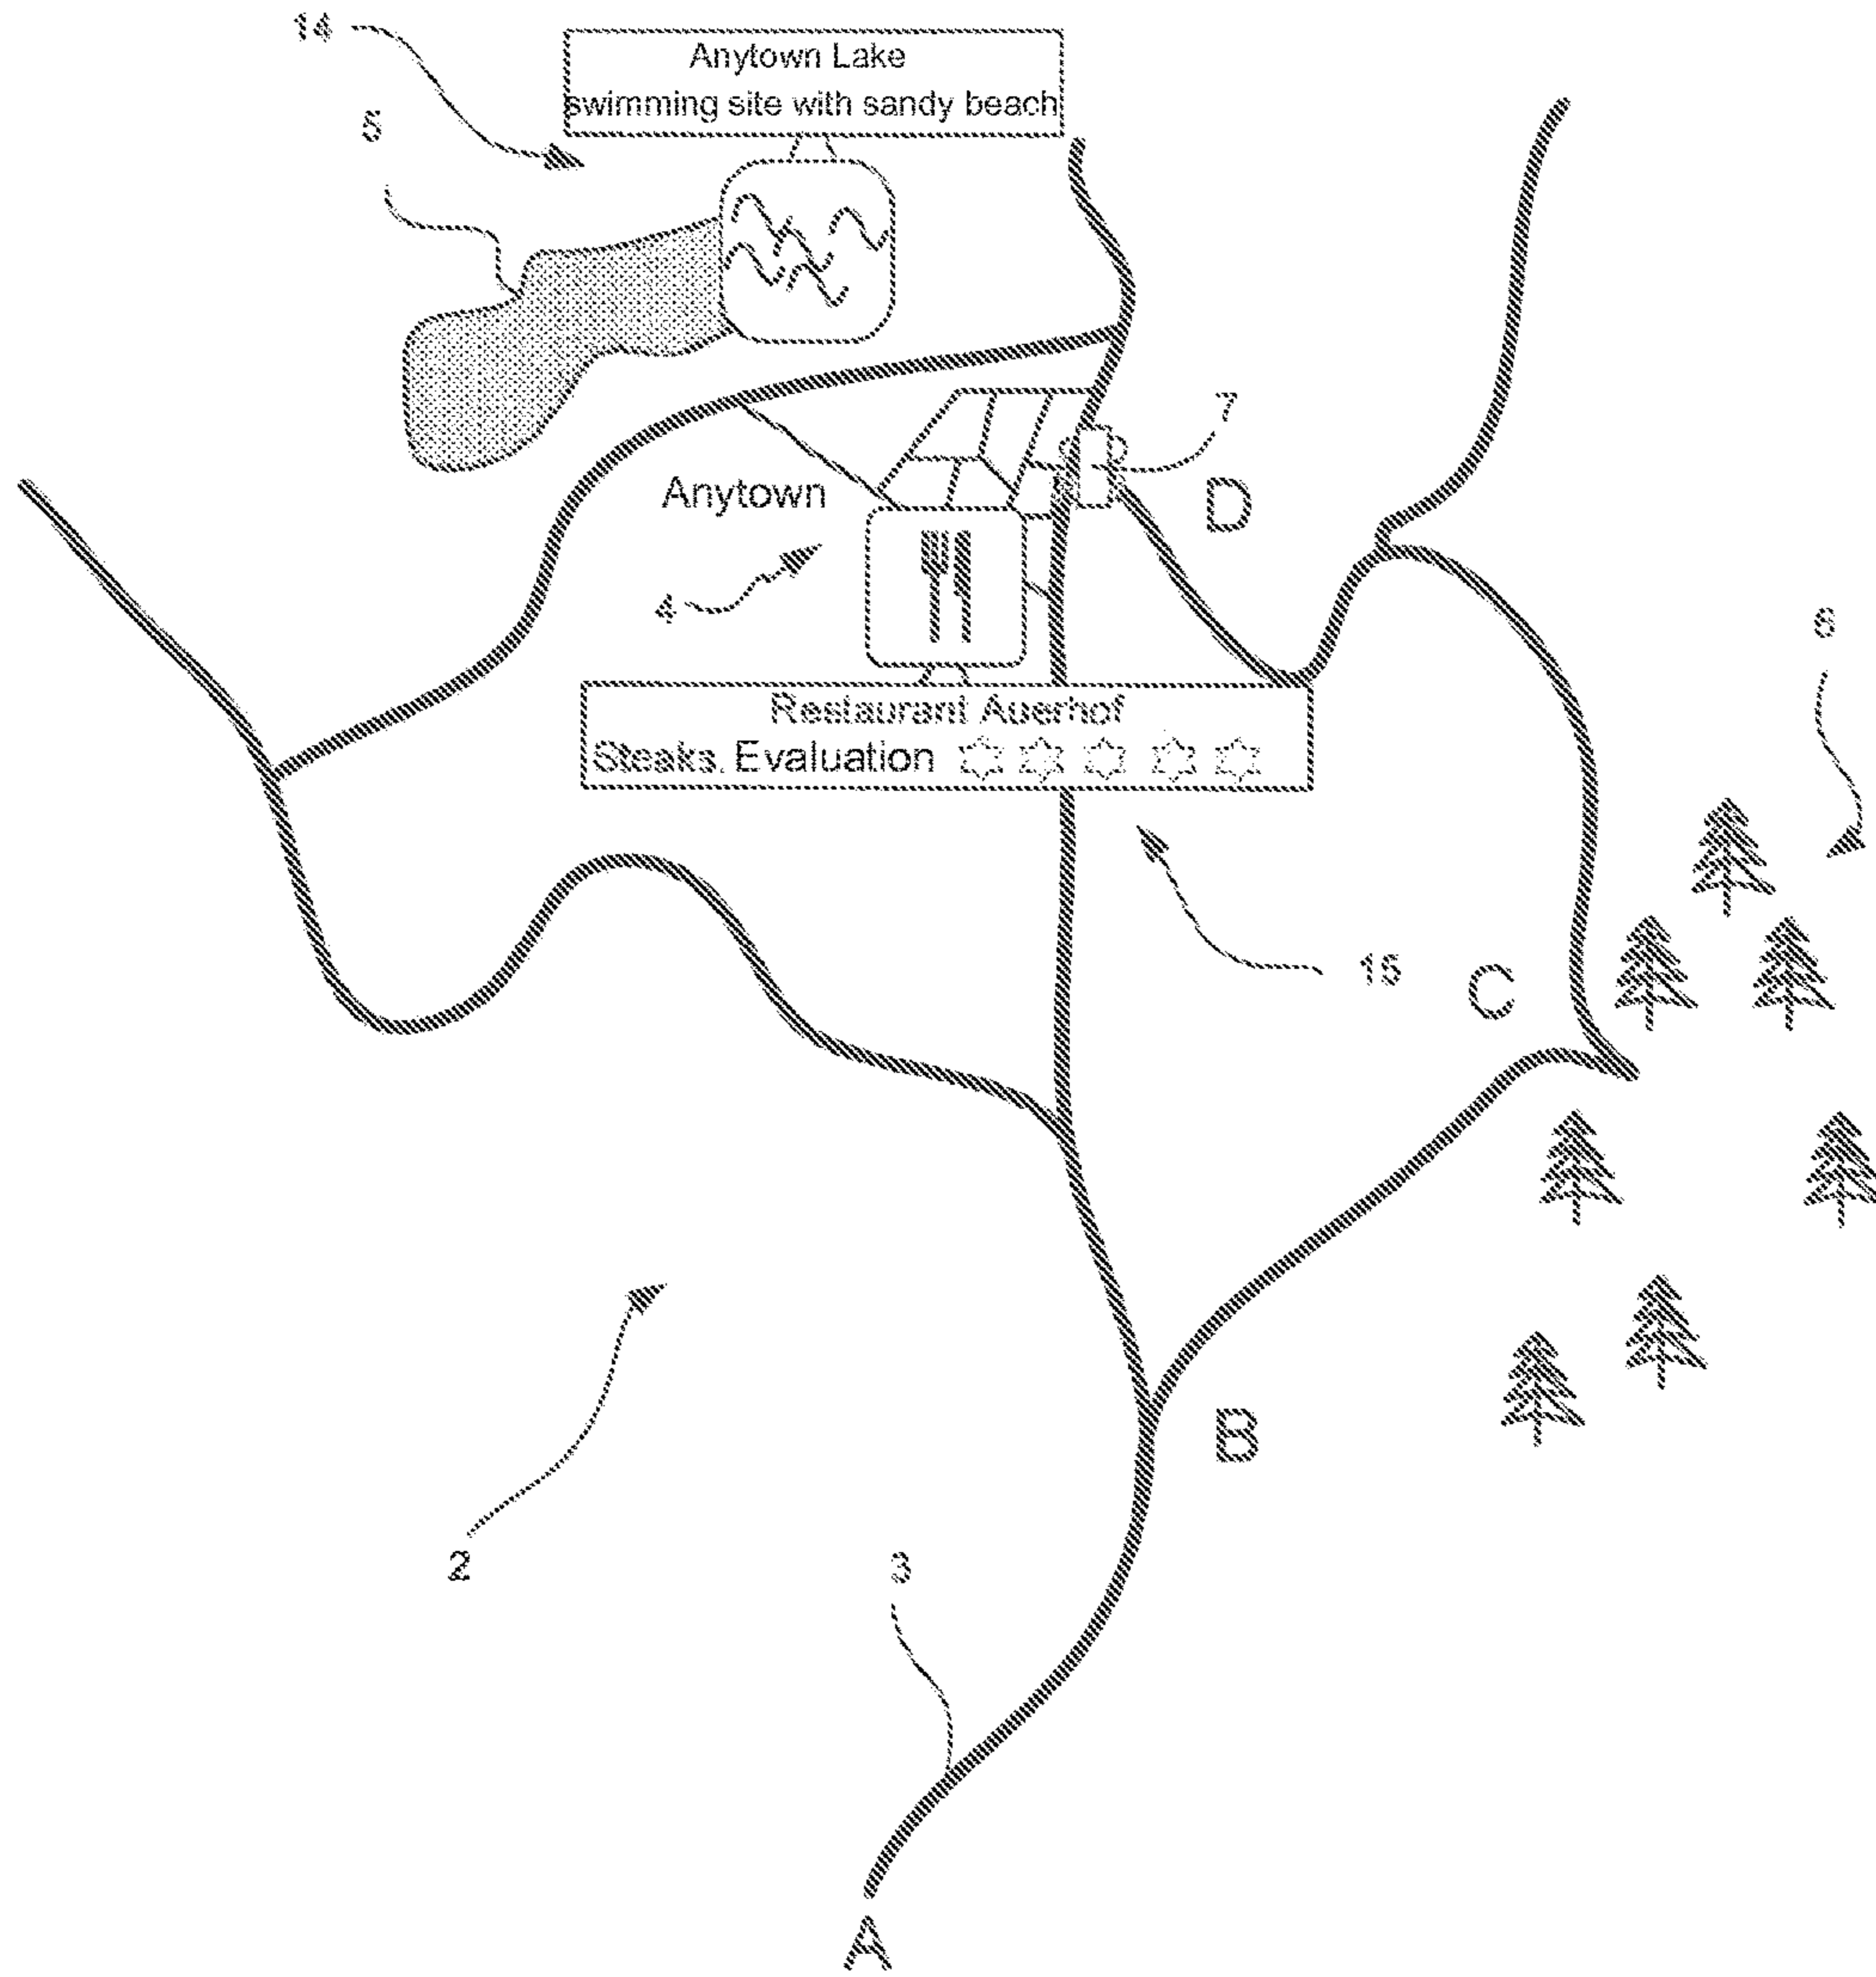 14
Anytown Lake
swimming site with sandy beach
5
7
Anytown
D
4
6
Restaurant Auerhof
Steaks. Evaluation
15
C
B
2
3
A